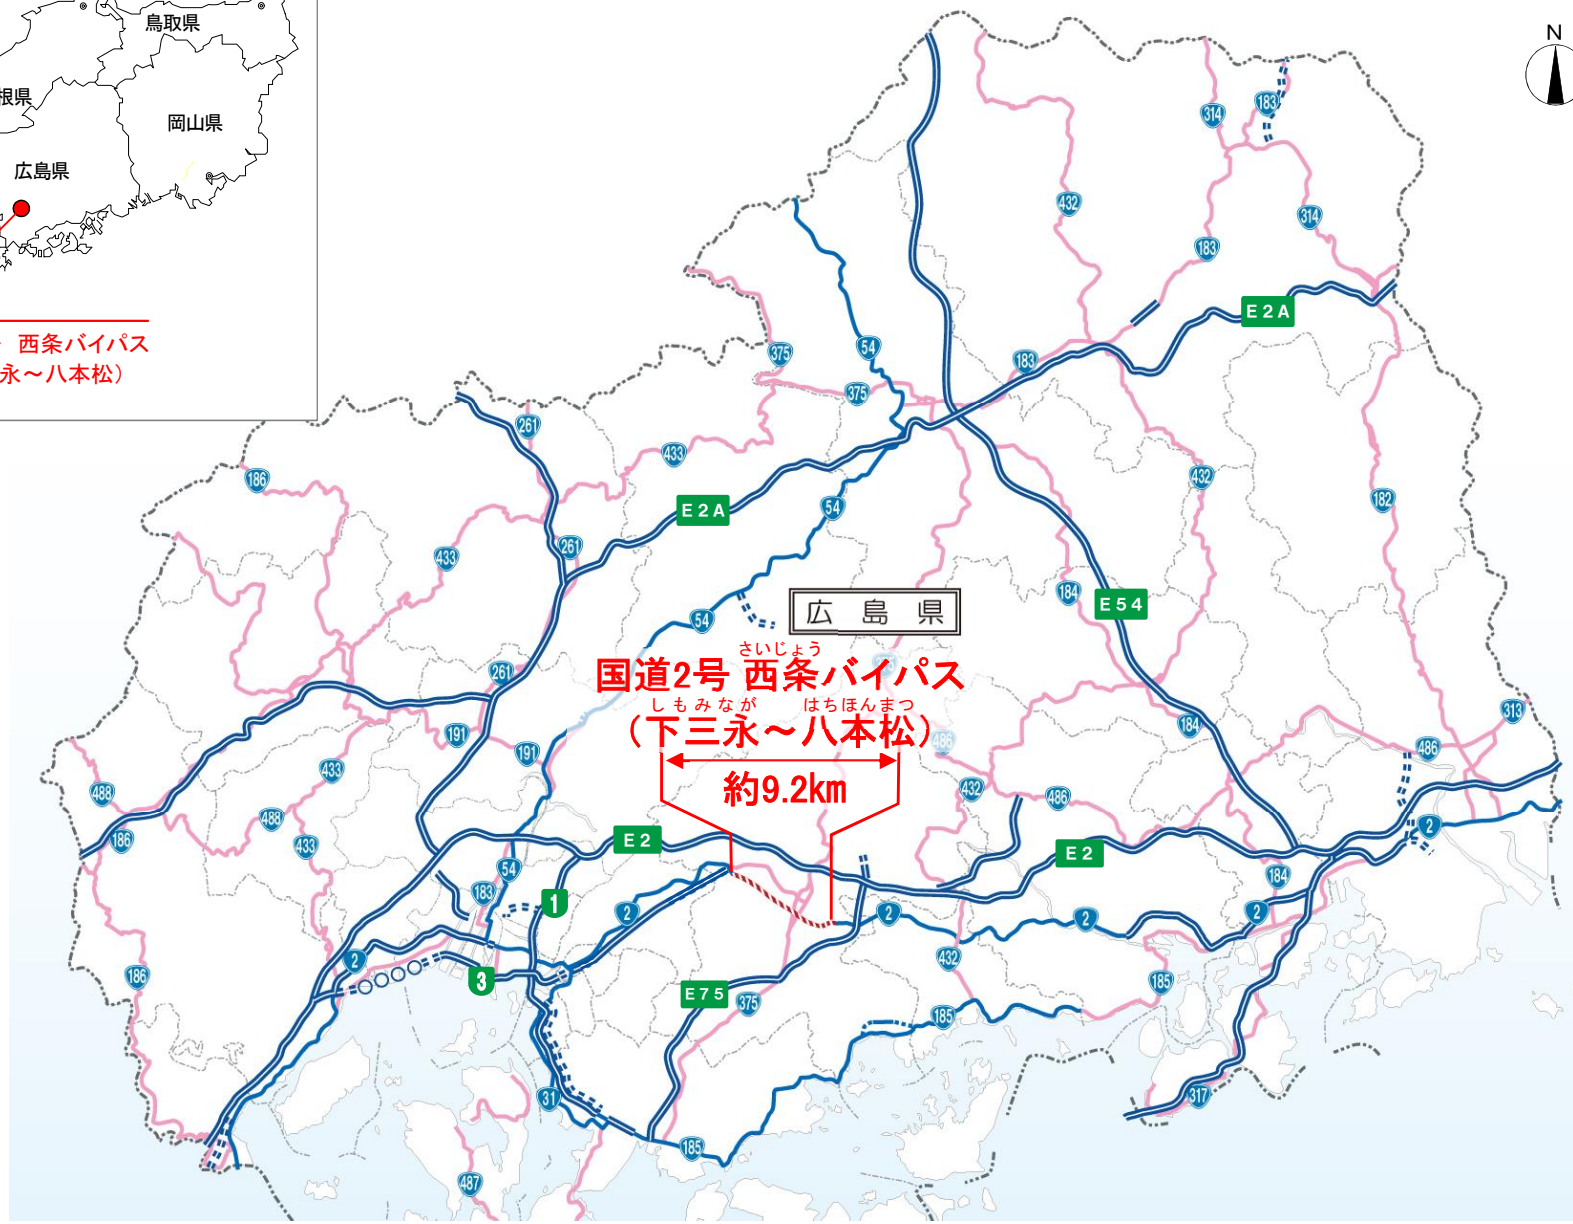 鳥取県
根県
岡山県
広島県
西条バイパス
永～八本松）
N
183
314
432
314
183
E2A
54
375
183
375
261
433
186
432
E2A
54
182
261
433
184
E54
広島県
54
さいじょう
国道2号 西条バイパス
しもみなが はちほんまつ
（下三永～八本松）
約9.2km
261
313
184
191
191
486
486
433
488
432
486
488
2
186
433
E2
E2
54
184
183
1
2
2
2
2
2
432
186
3
185
E75
375
185
31
317
185
487